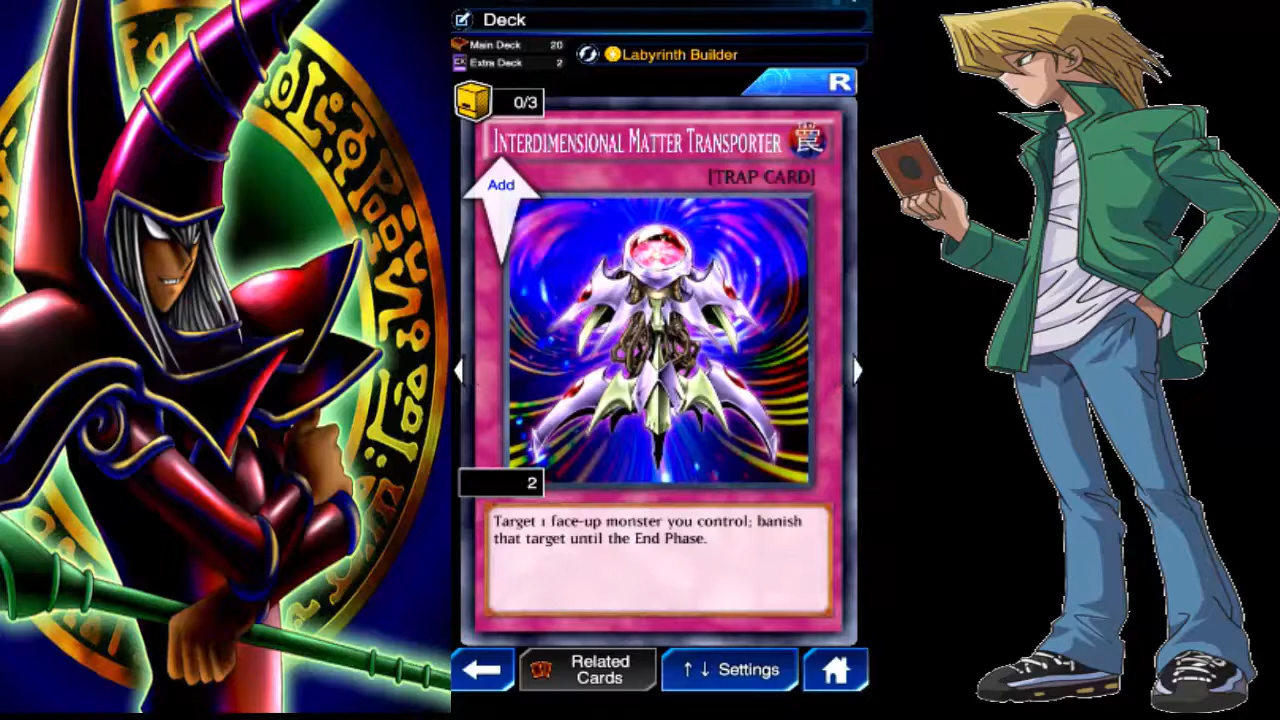 Deck
Main Deck 20
Extra Deck 2
Labyrinth Builder
R
0/3
INTERDIMENSIONAL MATTER TRANSPORTER
罠
[TRAP CARD]
Add
2
Target 1 face-up monster you control; banish
that target until the End Phase.
Related
Cards
↑↓ Settings